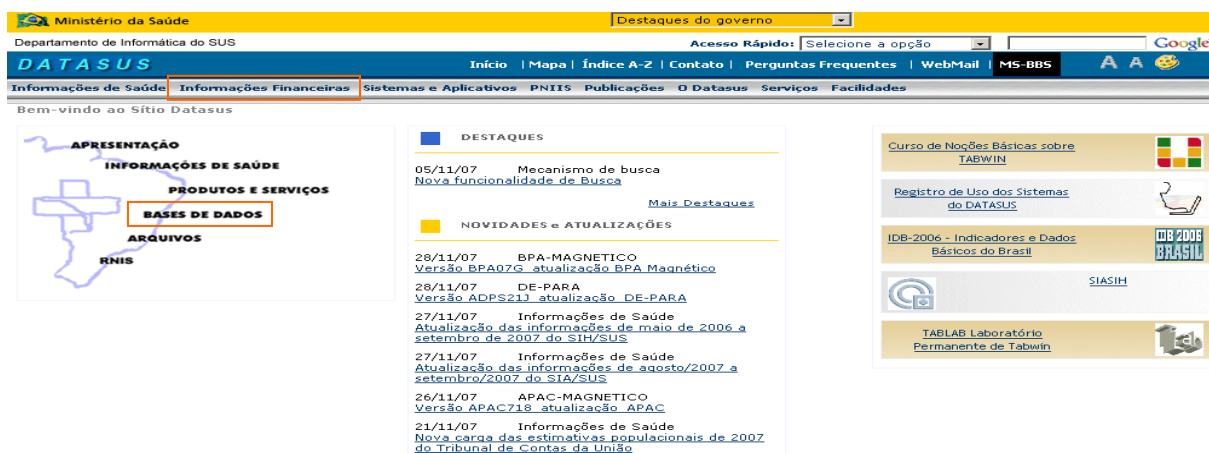 Ministério da Saúde
Destaques do governo
Departamento de Informática do SUS
Acesso Rápido: Selecione a opção
Google
DATASUS
Início | Mapa | Índice A-Z | Contato | Perguntas Frequentes | WebMail | MS-BBS A A
Informações de Saúde Informações Financeiras Sistemas e Aplicativos PNIIS Publicações O Datasus Serviços Facilidades
Bem-vindo ao Sítio Datasus
APRESENTAÇÃO
INFORMAÇÕES DE SAÚDE
PRODUTOS E SERVIÇOS
BASES DE DADOS
ARQUIVOS
RNIS
DESTAQUES
05/11/07 Mecanismo de busca
Nova funcionalidade de Busca
Mais Destaques
NOVIDADES e ATUALIZAÇÕES
28/11/07 BPA-MAGNETICO
Versão BPA07G atualização BPA Magnético
28/11/07 DE-PARA
Versão ADPS21J atualização DE-PARA
27/11/07 Informações de Saúde
Atualização das informações de maio de 2006 a
setembro de 2007 do SIH/SUS
27/11/07 Informações de Saúde
Atualização das informações de agosto/2007 a
setembro/2007 do SIA/SUS
26/11/07 APAC-MAGNETICO
Versão APAC718 atualização APAC
21/11/07 Informações de Saúde
Nova carga das estimativas populacionais de 2007
do Tribunal de Contas da União
Curso de Noções Básicas sobre
TABWIN
Registro de Uso dos Sistemas
do DATASUS
IDB-2006 - Indicadores e Dados
Básicos do Brasil
IDB 2006
BRASIL
SIASIH
TABLAB Laboratório
Permanente de Tabwin